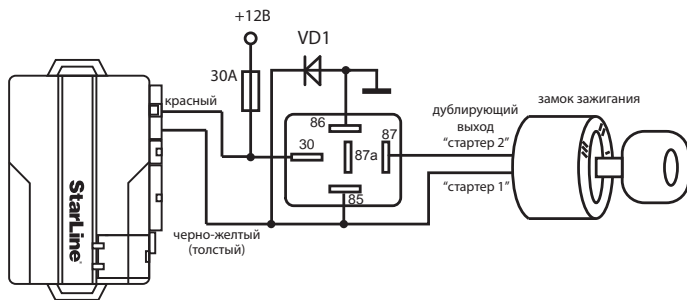 +12В
VD1
30А
красный
86
87
30
87а
85
дублирующий
выход
"стартер 2"
замок зажигания
"стартер 1"
черно-желтый
(толстый)
StarLine